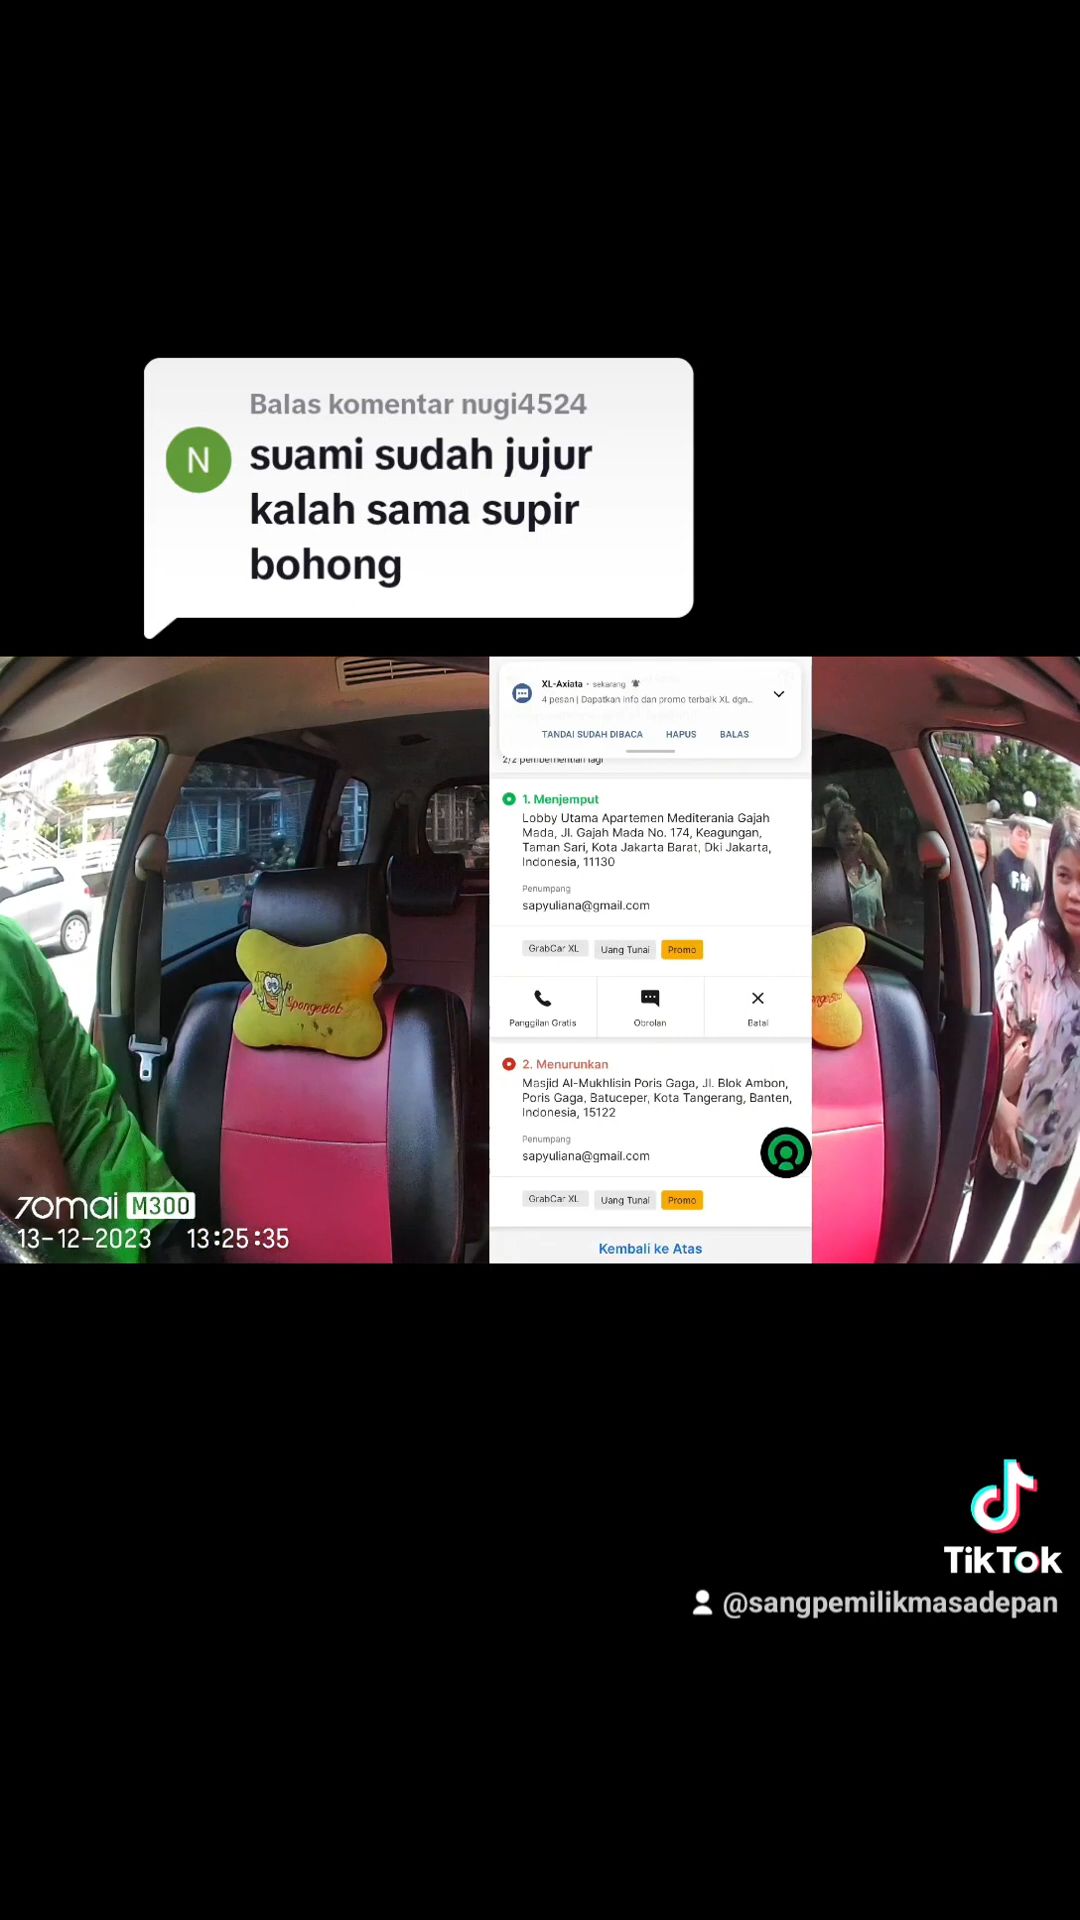 Balas komentar nugi4524
N
suami sudah jujur
kalah sama supir
bohong
XL-Axiata • sekarang
4 pesan | Dapatkan info dan promo terbaik XL dgn...
TANDAI SUDAH DIBACA HAPUS BALAS
2/2 pemberhentian lagi
1. Menjemput
Lobby Utama Apartemen Mediterania Gajah
Mada, Jl. Gajah Mada No. 174, Keagungan,
Taman Sari, Kota Jakarta Barat, Dki Jakarta,
Indonesia, 11130
Penumpang
sapyuliana@gmail.com
GrabCar XL Uang Tunai Promo
Panggilan Gratis Obrolan Batal
2. Menurunkan
Masjid Al-Mukhlisin Poris Gaga, Jl. Blok Ambon,
Poris Gaga, Batuceper, Kota Tangerang, Banten,
Indonesia, 15122
Penumpang
sapyuliana@gmail.com
GrabCar XL Uang Tunai Promo
Kembali ke Atas
SpongeBob
70mai M300
13-12-2023 13:25:35
TikTok
@sangpemilikmasadepan